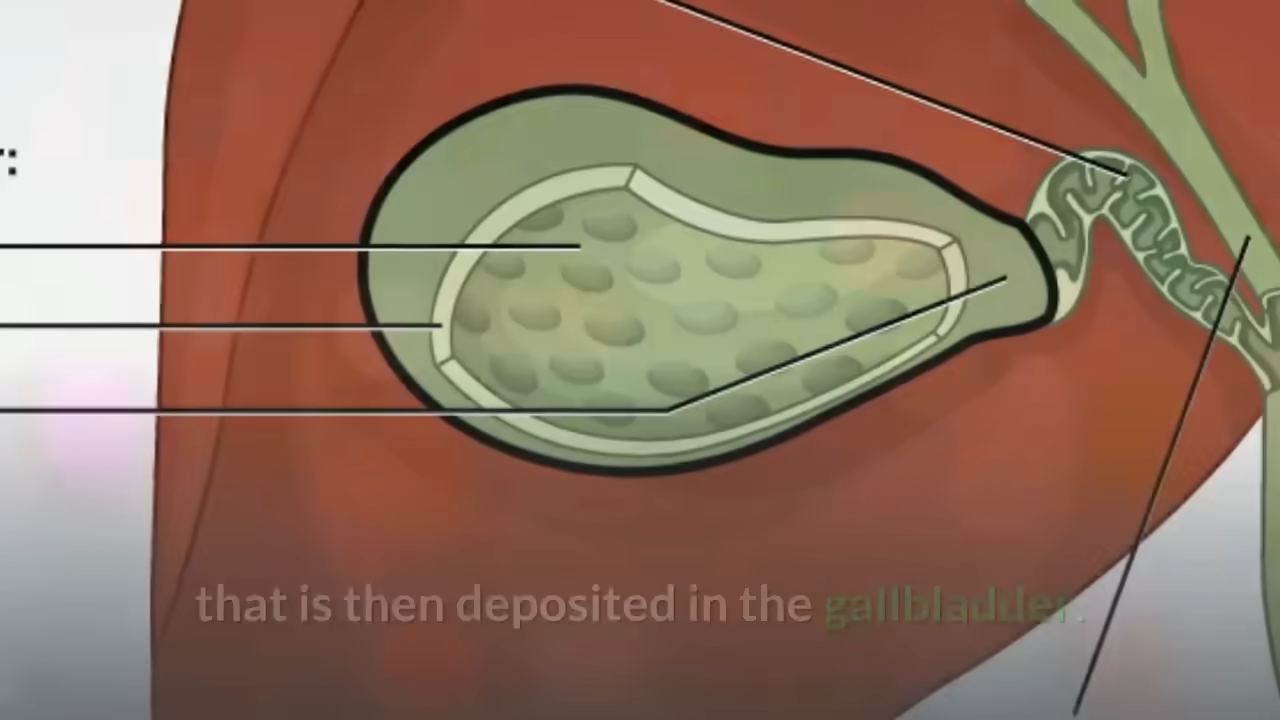 :
that is then deposited in the gallbladder.